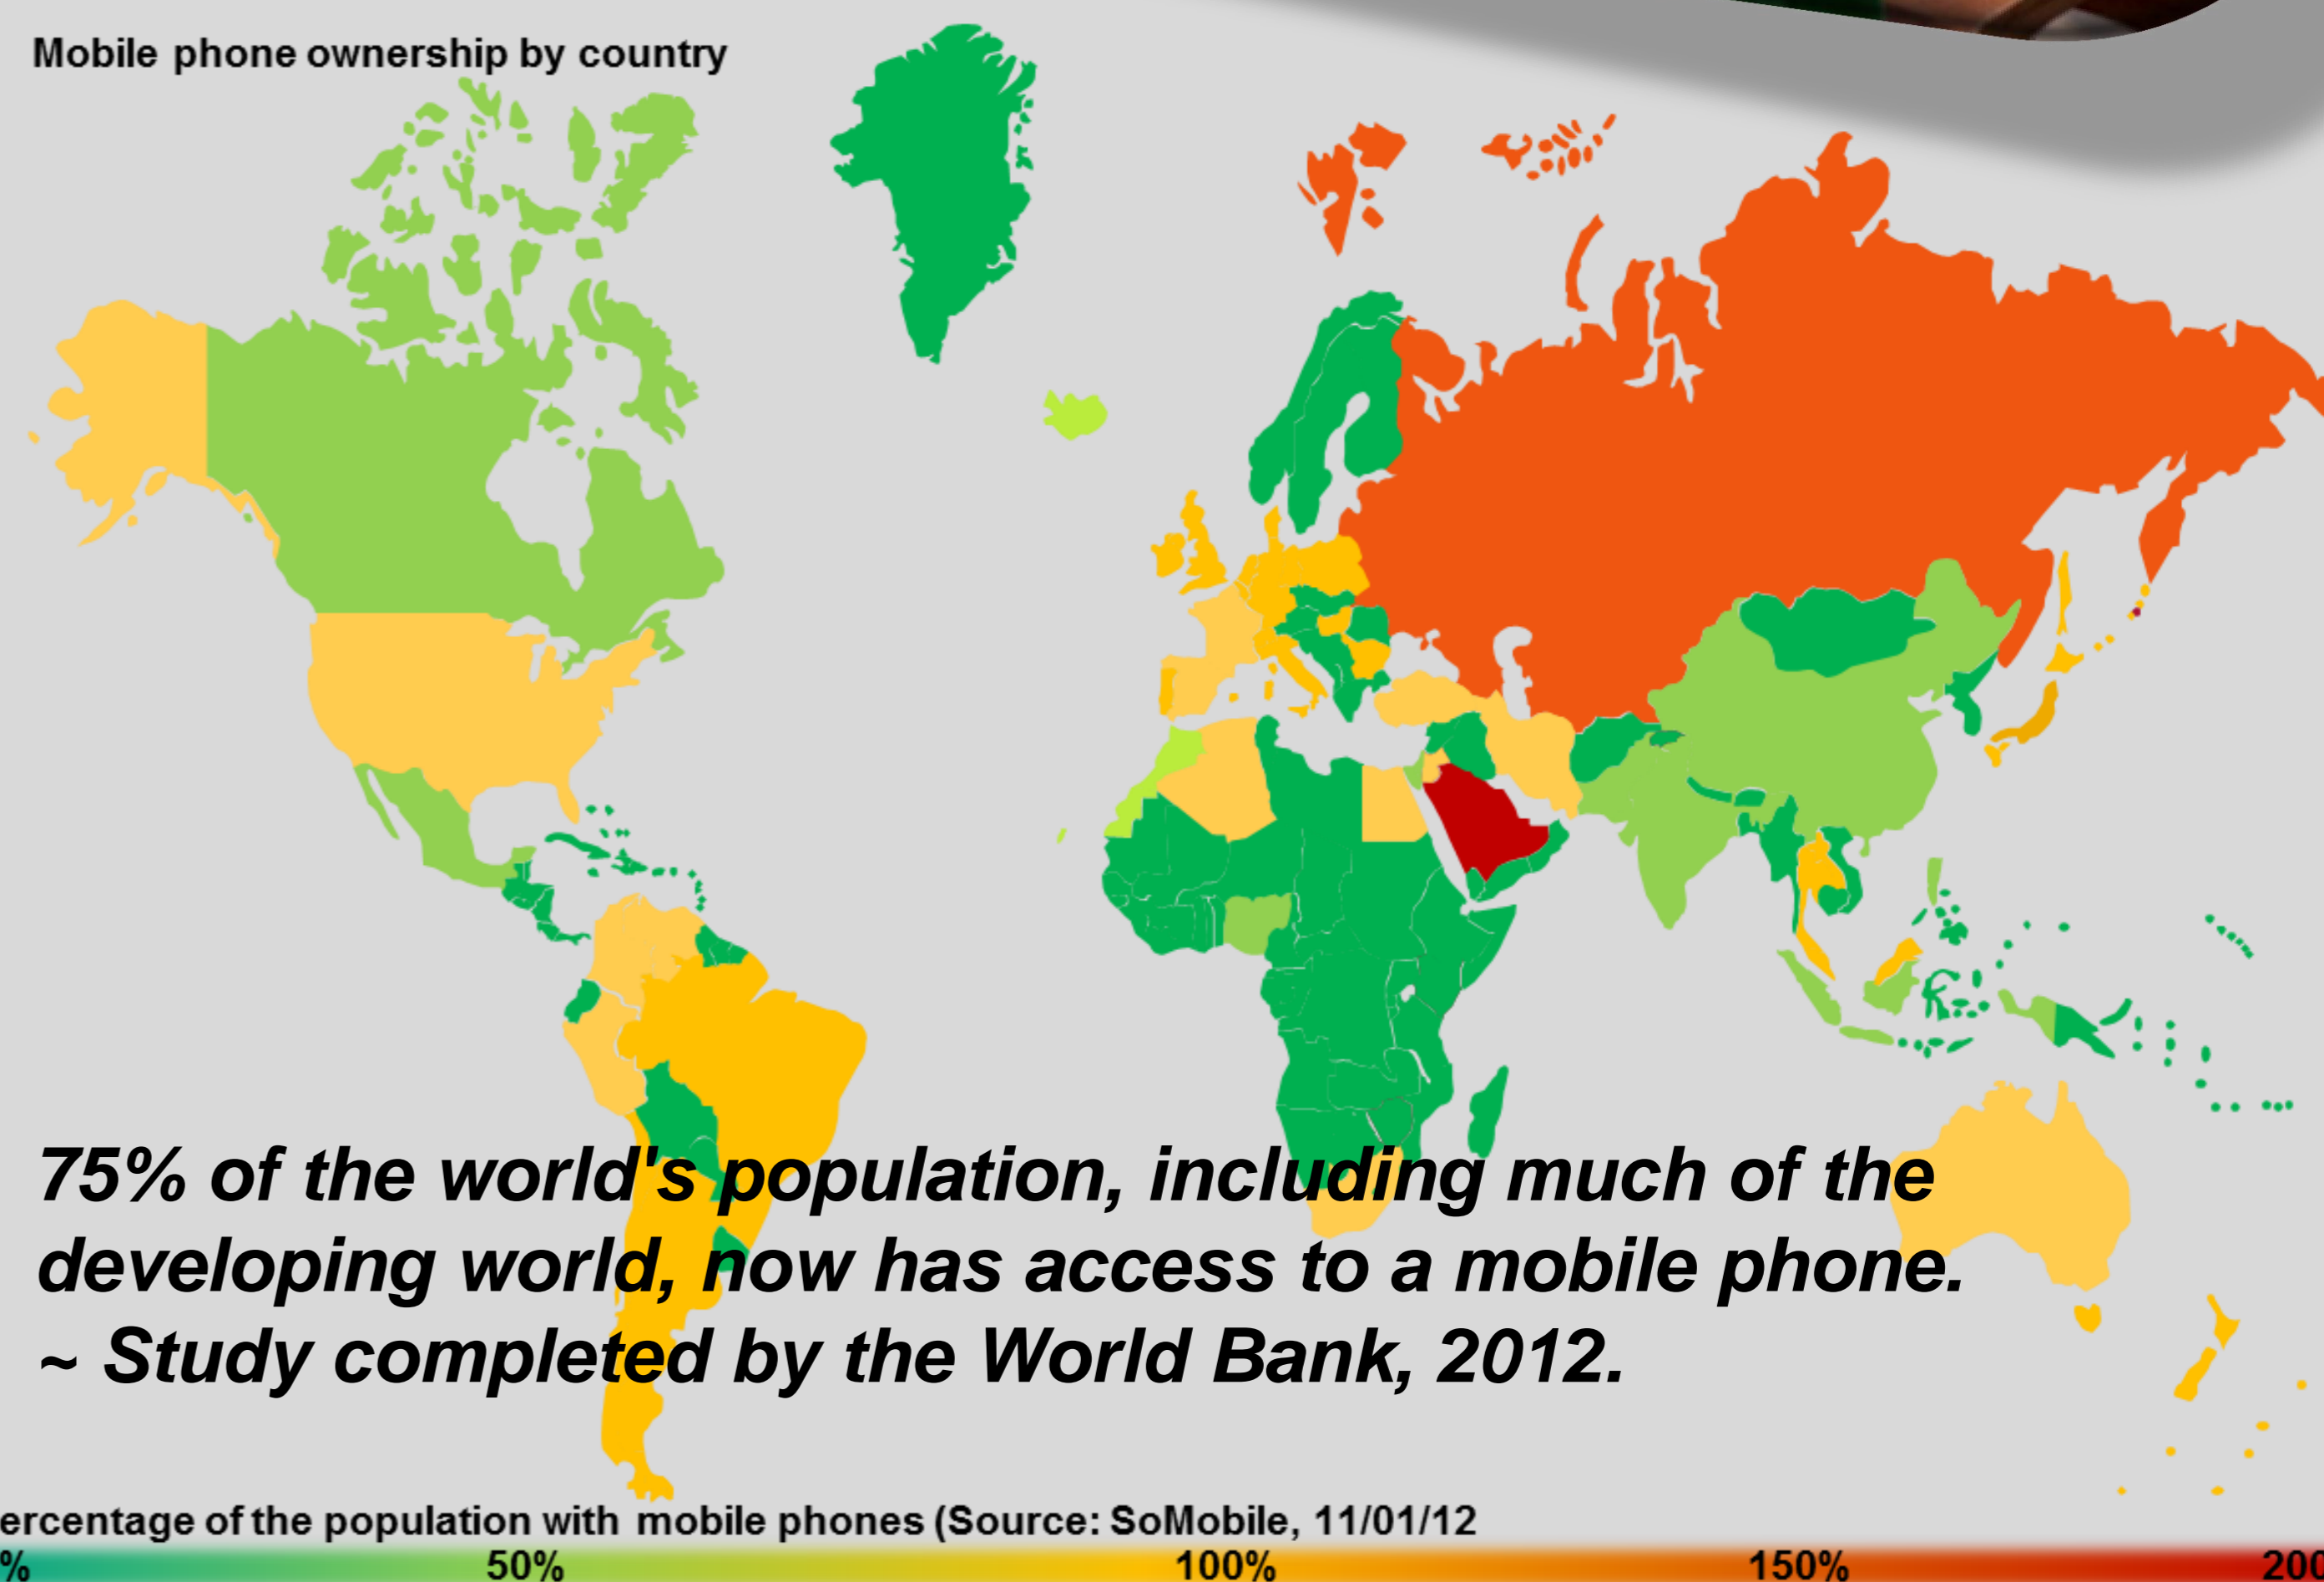 Mobile phone ownership by country
75% of the world's population, including much of the
developing world, now has access to a mobile phone.
~ Study completed by the World Bank, 2012.
ercentage of the population with mobile phones (Source: SoMobile, 11/01/12
% 50% 100% 150% 200